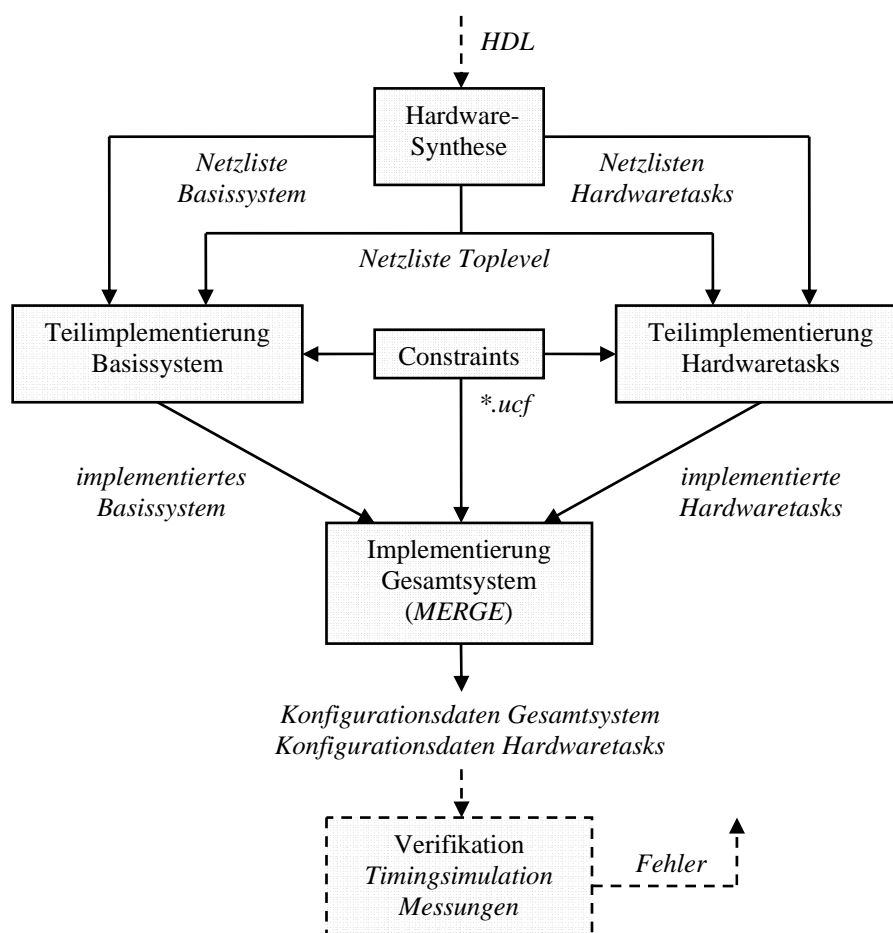 HDL
Hardware-
Synthese
Netzliste
Basissystem
Netzlisten
Hardwaretasks
Netzliste Toplevel
Teilimplementierung
Basissystem
Constraints
Teilimplementierung
Hardwaretasks
*.ucf
implementiertes
Basissystem
implementierte
Hardwaretasks
Implementierung
Gesamtsystem
(MERGE)
Konfigurationsdaten Gesamtsystem
Konfigurationsdaten Hardwaretasks
Verifikation
Timingsimulation
Messungen
Fehler